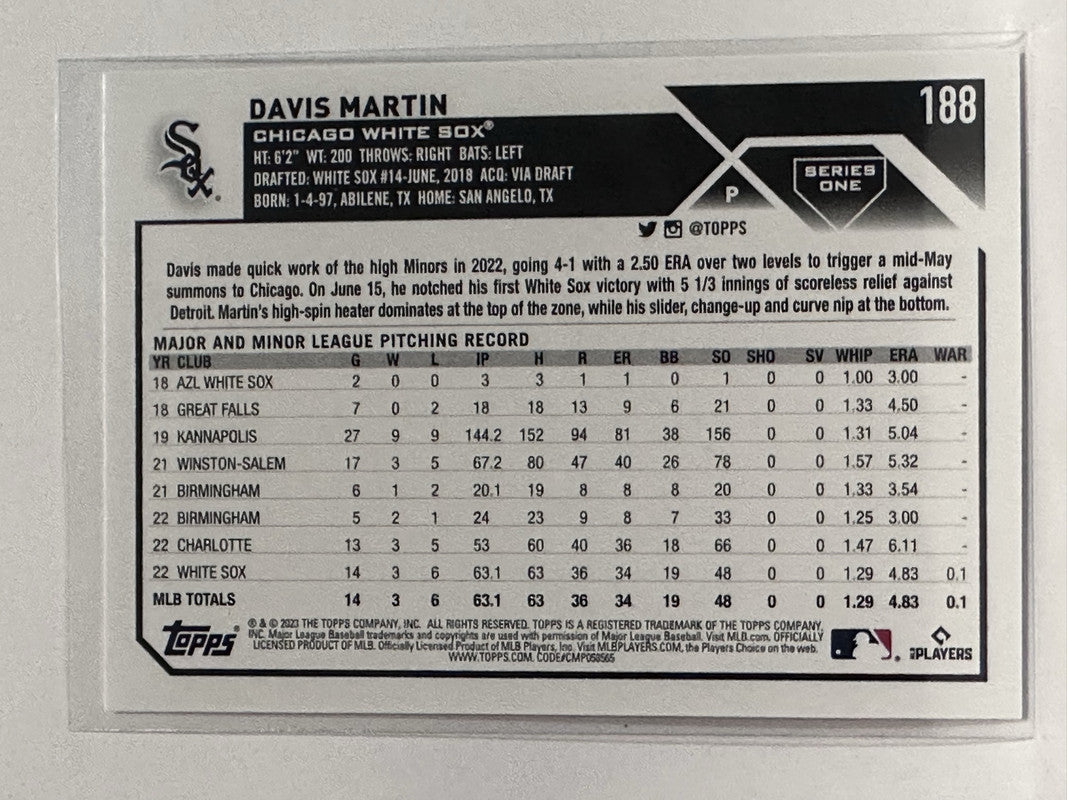 188
DAVIS MARTIN
CHICAGO WHITE SOX®
HT: 6'2" WT: 200 THROWS: RIGHT BATS: LEFT
DRAFTED: WHITE SOX #14-JUNE, 2018 ACQ: VIA DRAFT
BORN: 1-4-97, ABILENE, TX HOME: SAN ANGELO, TX
Sox
P
SERIES
ONE
@TOPPS
Davis made quick work of the high Minors in 2022, going 4-1 with a 2.50 ERA over two levels to trigger a mid-May
summons to Chicago. On June 15, he notched his first White Sox victory with 5 1/3 innings of scoreless relief against
Detroit. Martin's high-spin heater dominates at the top of the zone, while his slider, change-up and curve nip at the bottom.
MAJOR AND MINOR LEAGUE PITCHING RECORD
YR CLUB G W L IP H R ER BB SO SHO SV WHIP ERA WAR
18 AZL WHITE SOX 2 0 0 3 3 1 1 0 1 0 0 1.00 3.00 -
18 GREAT FALLS 7 0 2 18 18 13 9 6 21 0 0 1.33 4.50 -
19 KANNAPOLIS 27 9 9 144.2 152 94 81 38 156 0 0 1.31 5.04 -
21 WINSTON-SALEM 17 3 5 67.2 80 47 40 26 78 0 0 1.57 5.32 -
21 BIRMINGHAM 6 1 2 20.1 19 8 8 8 20 0 0 1.33 3.54 -
22 BIRMINGHAM 5 2 1 24 23 9 8 7 33 0 0 1.25 3.00 -
22 CHARLOTTE 13 3 5 53 60 40 36 18 66 0 0 1.47 6.11 -
22 WHITE SOX 14 3 6 63.1 63 36 34 19 48 0 0 1.29 4.83 0.1
MLB TOTALS 14 3 6 63.1 63 36 34 19 48 0 0 1.29 4.83 0.1
Topps®
® & © 2023 THE TOPPS COMPANY, INC. ALL RIGHTS RESERVED. TOPPS IS A REGISTERED TRADEMARK OF THE TOPPS COMPANY,
INC. Major League Baseball trademarks and copyrights are used with permission of Major League Baseball. Visit MLB.com. OFFICIALLY
LICENSED PRODUCT OF MLB. Officially Licensed Product of MLB Players, Inc. Visit MLBPLAYERS.COM, the Players Choice on the web.
WWW.TOPPS.COM. CODE#CMP058565
MLB PLAYERS